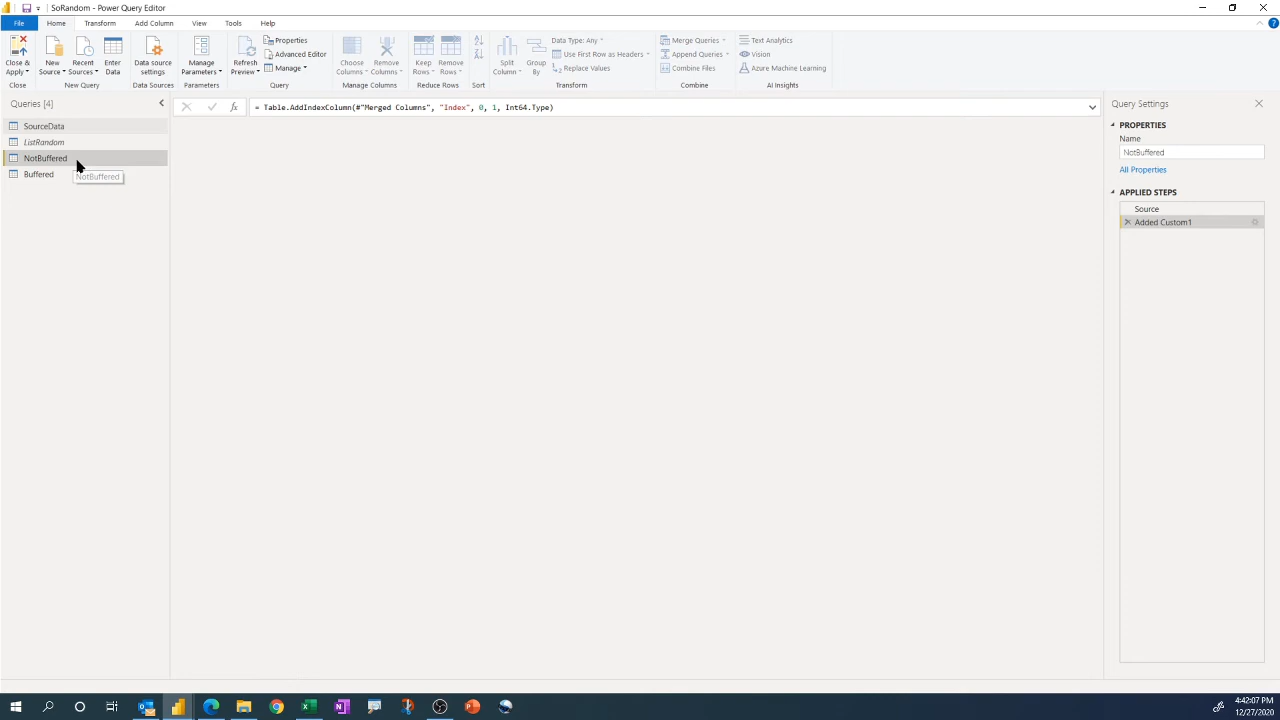 SoRandom - Power Query Editor
File
Home
Transform
Add Column
View
Tools
Help
Close & Apply
New Source
Recent Sources
Enter Data
Data source settings
Manage Parameters
Refresh Preview
Properties
Advanced Editor
Manage
Choose Columns
Remove Columns
Keep Rows
Remove Rows
Split Column
Group By
Data Type: Any
Use First Row as Headers
Replace Values
Merge Queries
Append Queries
Combine Files
Text Analytics
Vision
Azure Machine Learning
Close
New Query
Data Sources
Parameters
Query
Manage Columns
Reduce Rows
Sort
Transform
Combine
AI Insights
Queries [4]
= Table.AddIndexColumn(#"Merged Columns", "Index", 0, 1, Int64.Type)
SourceData
ListRandom
NotBuffered
Buffered
NotBuffered
Query Settings
PROPERTIES
Name
NotBuffered
All Properties
APPLIED STEPS
Source
Added Custom1
4:42:07 PM
12/27/2020